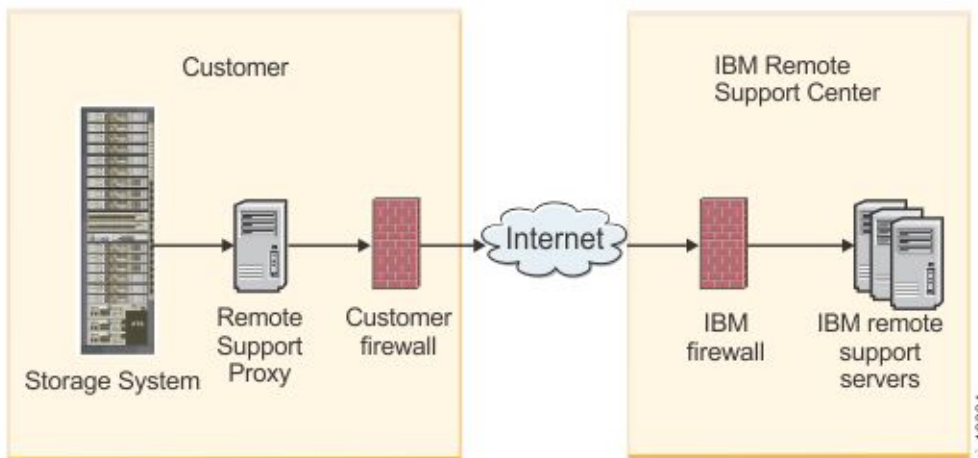 Customer
IBM Remote
Support Center
Internet
Storage System
Remote
Support
Proxy
Customer
firewall
IBM
firewall
IBM remote
support
servers